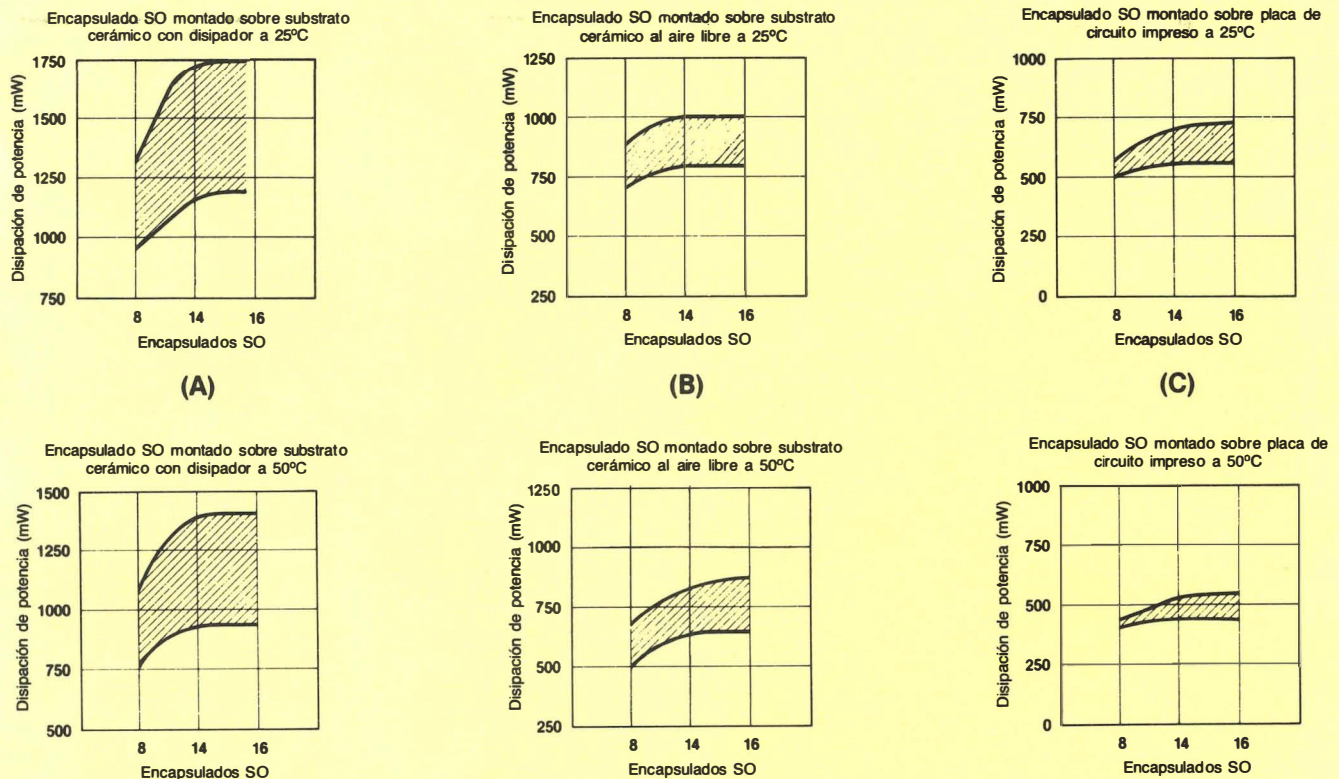 Encapsulado SO montado sobre substrato
cerámico con disipador a 25ºC
Disipación de potencia (mW)
1750
1500
1250
1000
750
8 14 16
Encapsulados SO
(A)
Encapsulado SO montado sobre substrato
cerámico al aire libre a 25ºC
Disipación de potencia (mW)
1250
1000
750
500
250
8 14 16
Encapsulados SO
(B)
Encapsulado SO montado sobre placa de
circuito impreso a 25ºC
Disipación de potencia (mW)
1000
750
500
250
0
8 14 16
Encapsulados SO
(C)
Encapsulado SO montado sobre substrato
cerámico con disipador a 50ºC
Disipación de potencia (mW)
1500
1250
1000
750
500
8 14 16
Encapsulados SO
Encapsulado SO montado sobre substrato
cerámico al aire libre a 50ºC
Disipación de potencia (mW)
1250
1000
750
500
250
8 14 16
Encapsulados SO
Encapsulado SO montado sobre placa de
circuito impreso a 50ºC
Disipación de potencia (mW)
1000
750
500
250
0
8 14 16
Encapsulados SO